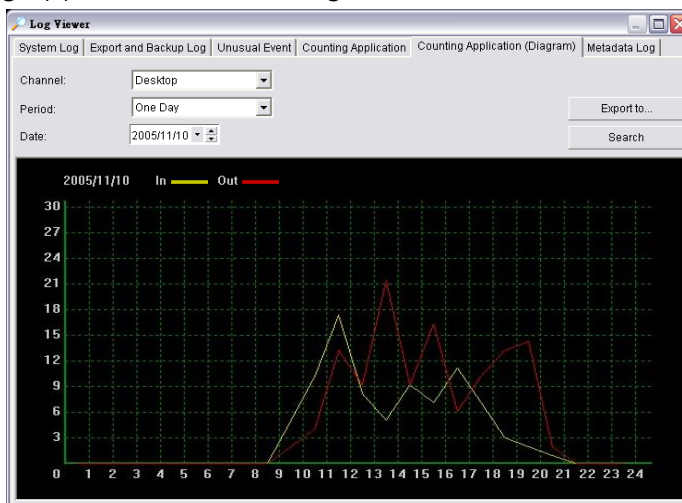 Log Viewer
System Log Export and Backup Log Unusual Event Counting Application Counting Application (Diagram) Metadata Log
Channel: Desktop
Period: One Day Export to...
Date: 2005/11/10 Search
2005/11/10 In Out
30
27
24
21
18
15
12
9
6
3
0 1 2 3 4 5 6 7 8 9 10 11 12 13 14 15 16 17 18 19 20 21 22 23 24